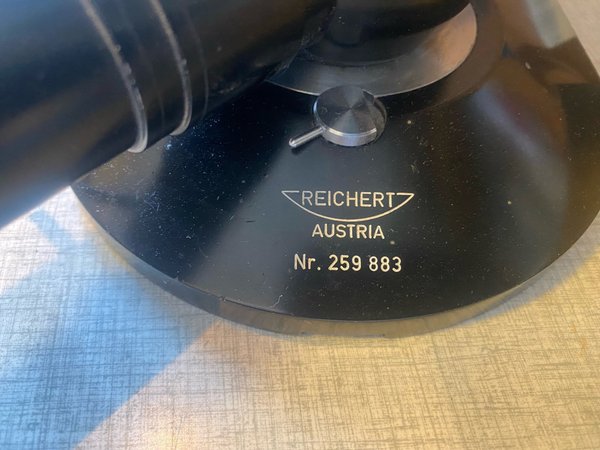 REICHERT
AUSTRIA
Nr. 259 883